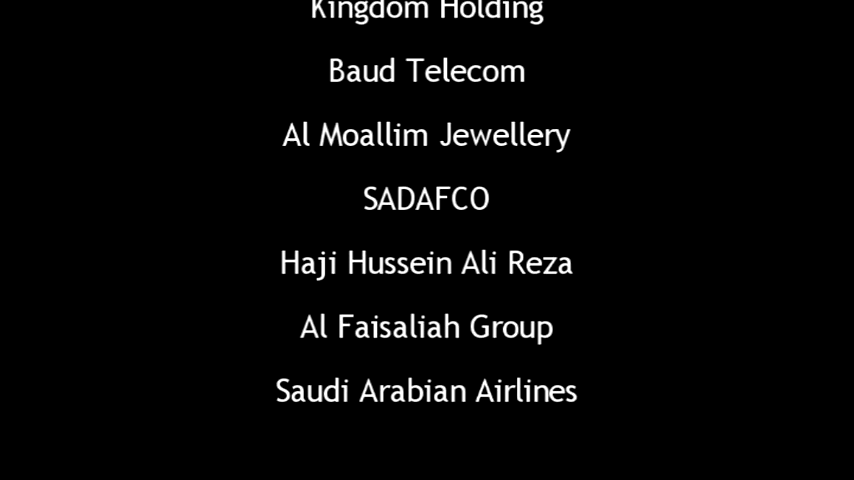 Kingdom Holding
Baud Telecom
Al Moallim Jewellery
SADAFCO
Haji Hussein Ali Reza
Al Faisaliah Group
Saudi Arabian Airlines